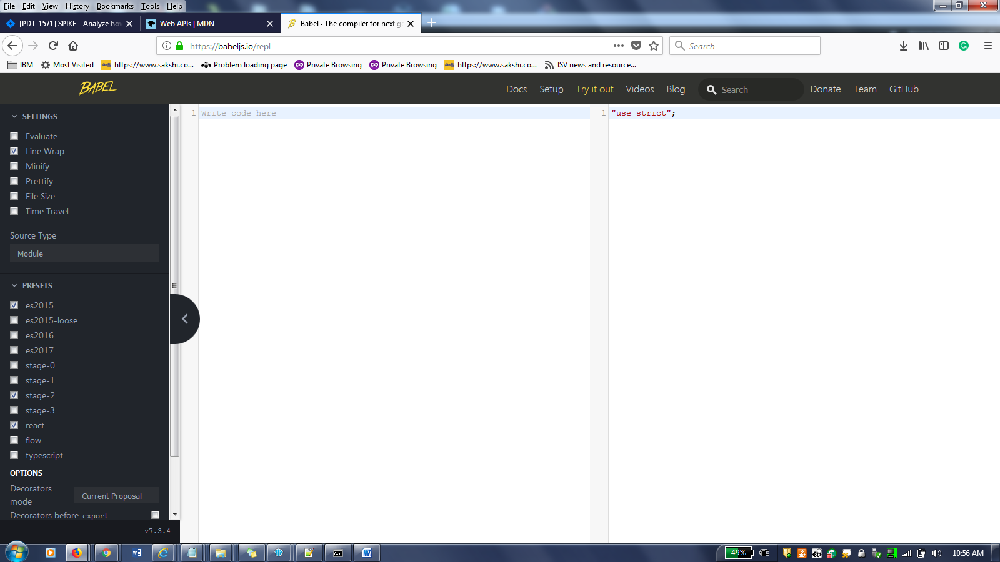 File Edit View History Bookmarks Tools Help
[PDT-1571] SPIKE - Analyze ho
Web APIs | MDN
Babel · The compiler for next ge
https://babeljs.io/repl
Search
IBM Most Visited https://www.sakshi.co... Problem loading page Private Browsing Private Browsing https://www.sakshi.co... ISV news and resource...
BABEL
Docs Setup Try it out Videos Blog Search Donate Team GitHub
SETTINGS
Evaluate
Line Wrap
Minify
Prettify
File Size
Time Travel
Source Type
Module
PRESETS
es2015
es2015-loose
es2016
es2017
stage-0
stage-1
stage-2
stage-3
react
flow
typescript
OPTIONS
Decorators
mode
Current Proposal
Decorators before export
v7.3.4
1 Write code here
1 "use strict";
49%
10:56 AM